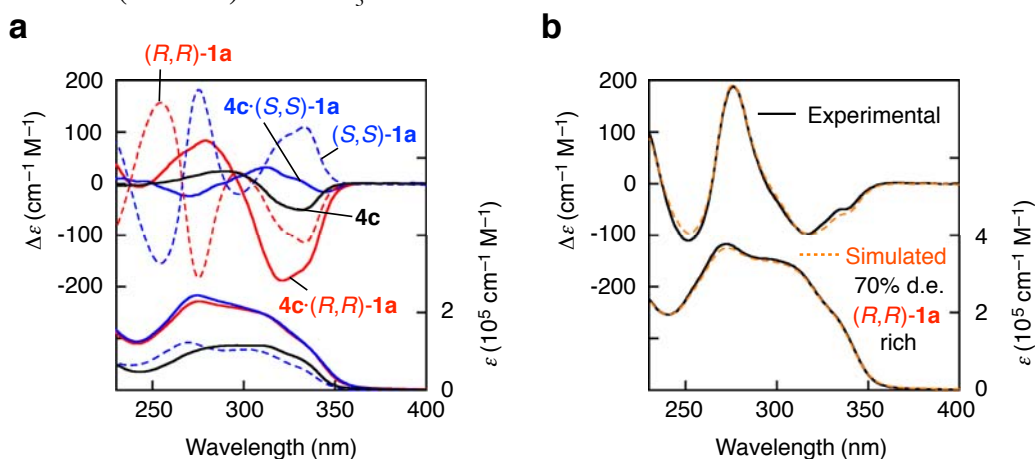 a
b
(R,R)-1a
4c·(S,S)-1a
(S,S)-1a
4c
4c·(R,R)-1a
200
100
0
-100
-200
Δε (cm⁻¹ M⁻¹)
2
0
ε (10⁵ cm⁻¹ M⁻¹)
250 300 350 400
Wavelength (nm)
Experimental
Simulated
70% d.e.
(R,R)-1a
rich
200
100
0
-100
-200
Δε (cm⁻¹ M⁻¹)
4
2
0
ε (10⁵ cm⁻¹ M⁻¹)
250 300 350 400
Wavelength (nm)